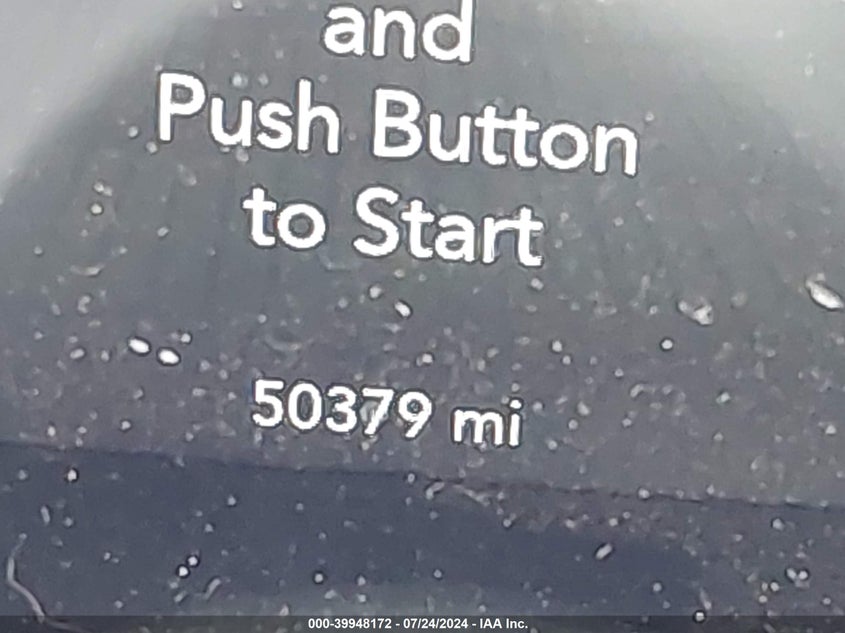 and
Push Button
to Start
50379 mi
000-39948172 - 07/24/2024 - IAA Inc.